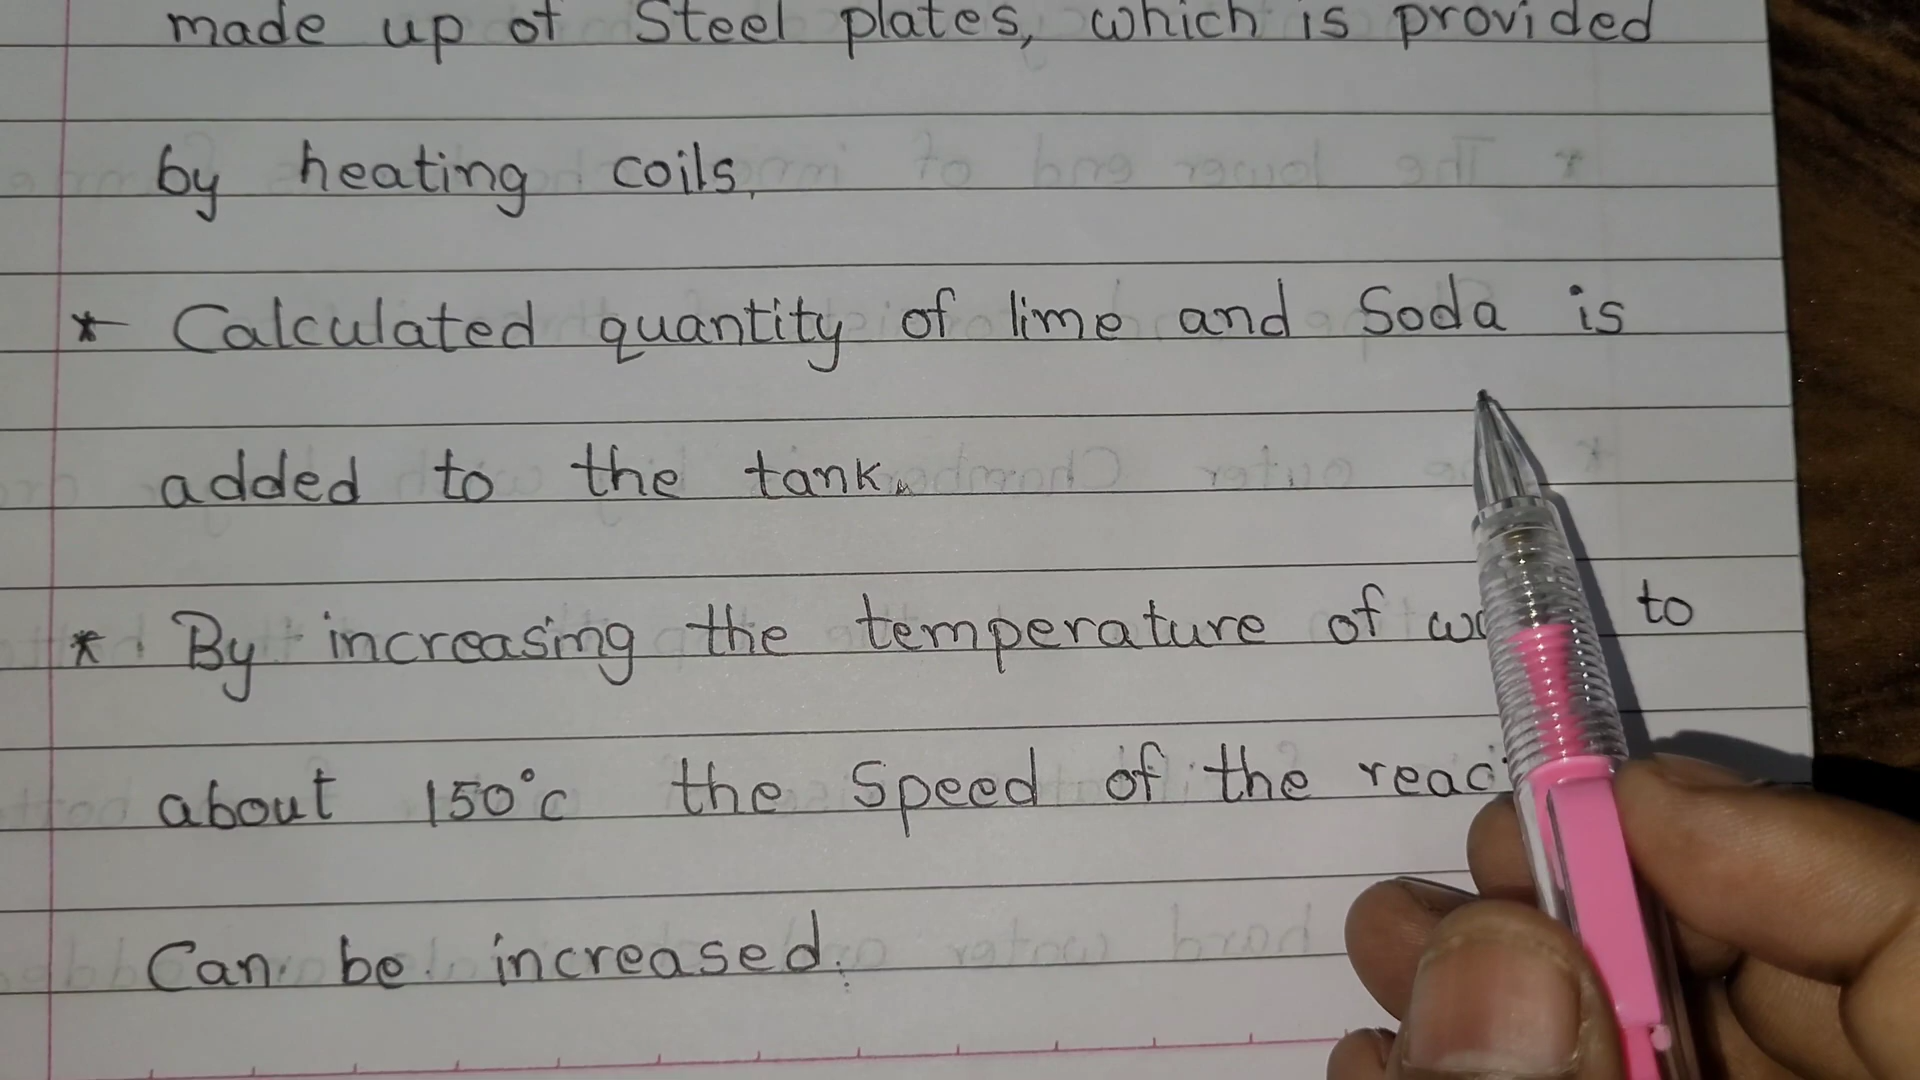 made up of Steel plates, which is provided
by heating coils.
* Calculated quantity of lime and Soda is
added to the tank.
* By increasing the temperature of to
about 150°c the Speed of the
Can be increased.